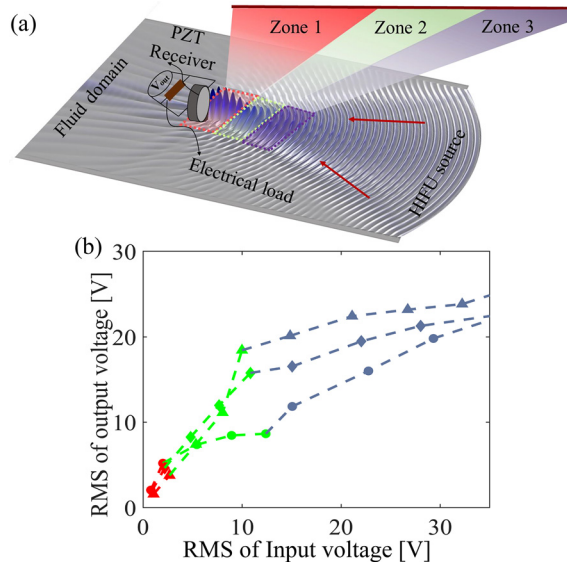 (a)
Zone 1
Zone 2
Zone 3
PZT
Receiver
Vout
Fluid domain
Electrical load
HIFU source
(b)
RMS of output voltage [V]
30
20
10
0
0
10
20
30
RMS of Input voltage [V]